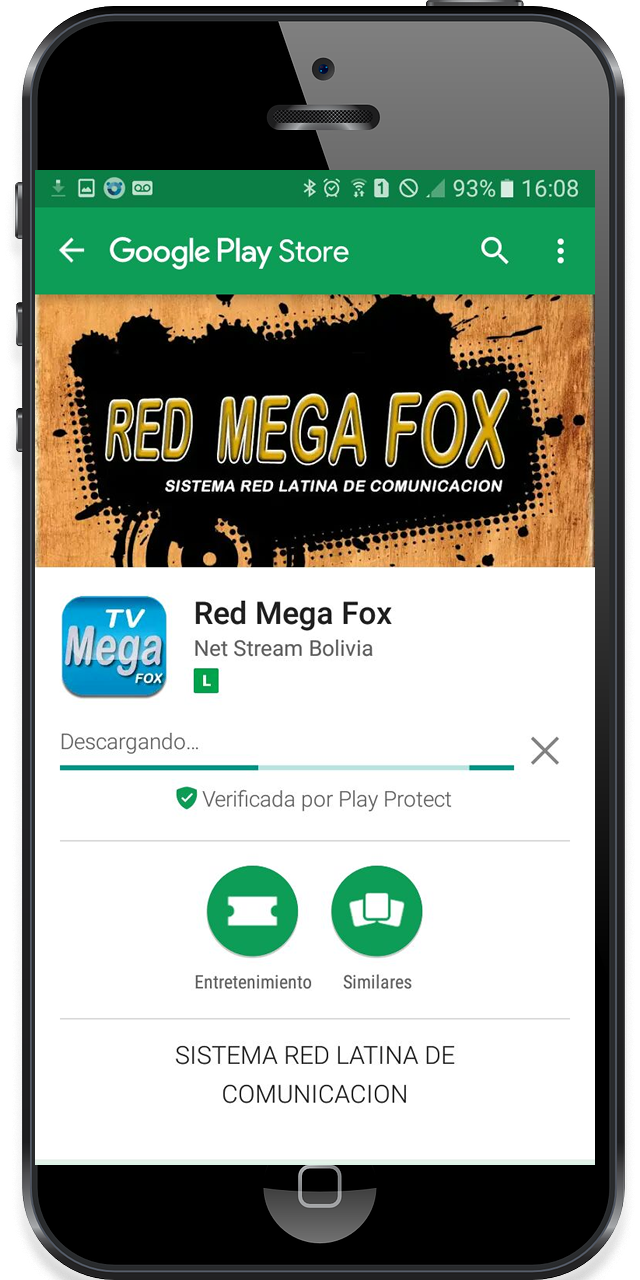 1 93% 16:08
Google Play Store
RED MEGA FOX
SISTEMA RED LATINA DE COMUNICACION
TV
Mega
FOX
Red Mega Fox
Net Stream Bolivia
L
Descargando...
Verificada por Play Protect
Entretenimiento Similares
SISTEMA RED LATINA DE
COMUNICACION